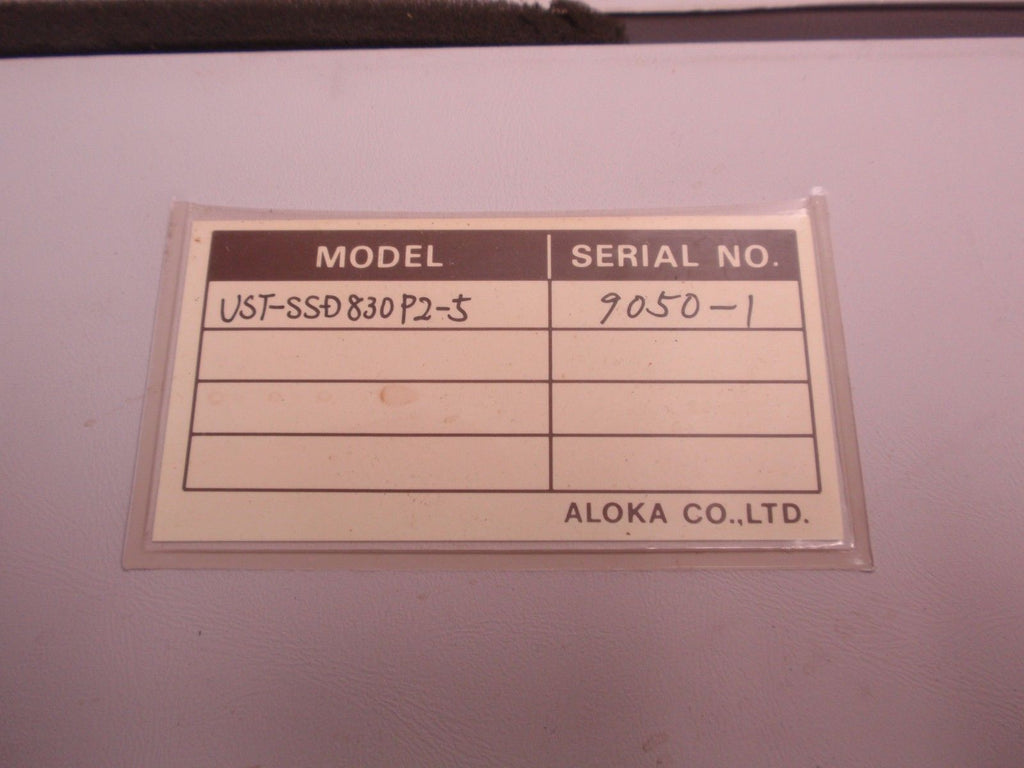 MODEL SERIAL NO.
UST-SSD830P2-5 9050-1
ALOKA CO.,LTD.